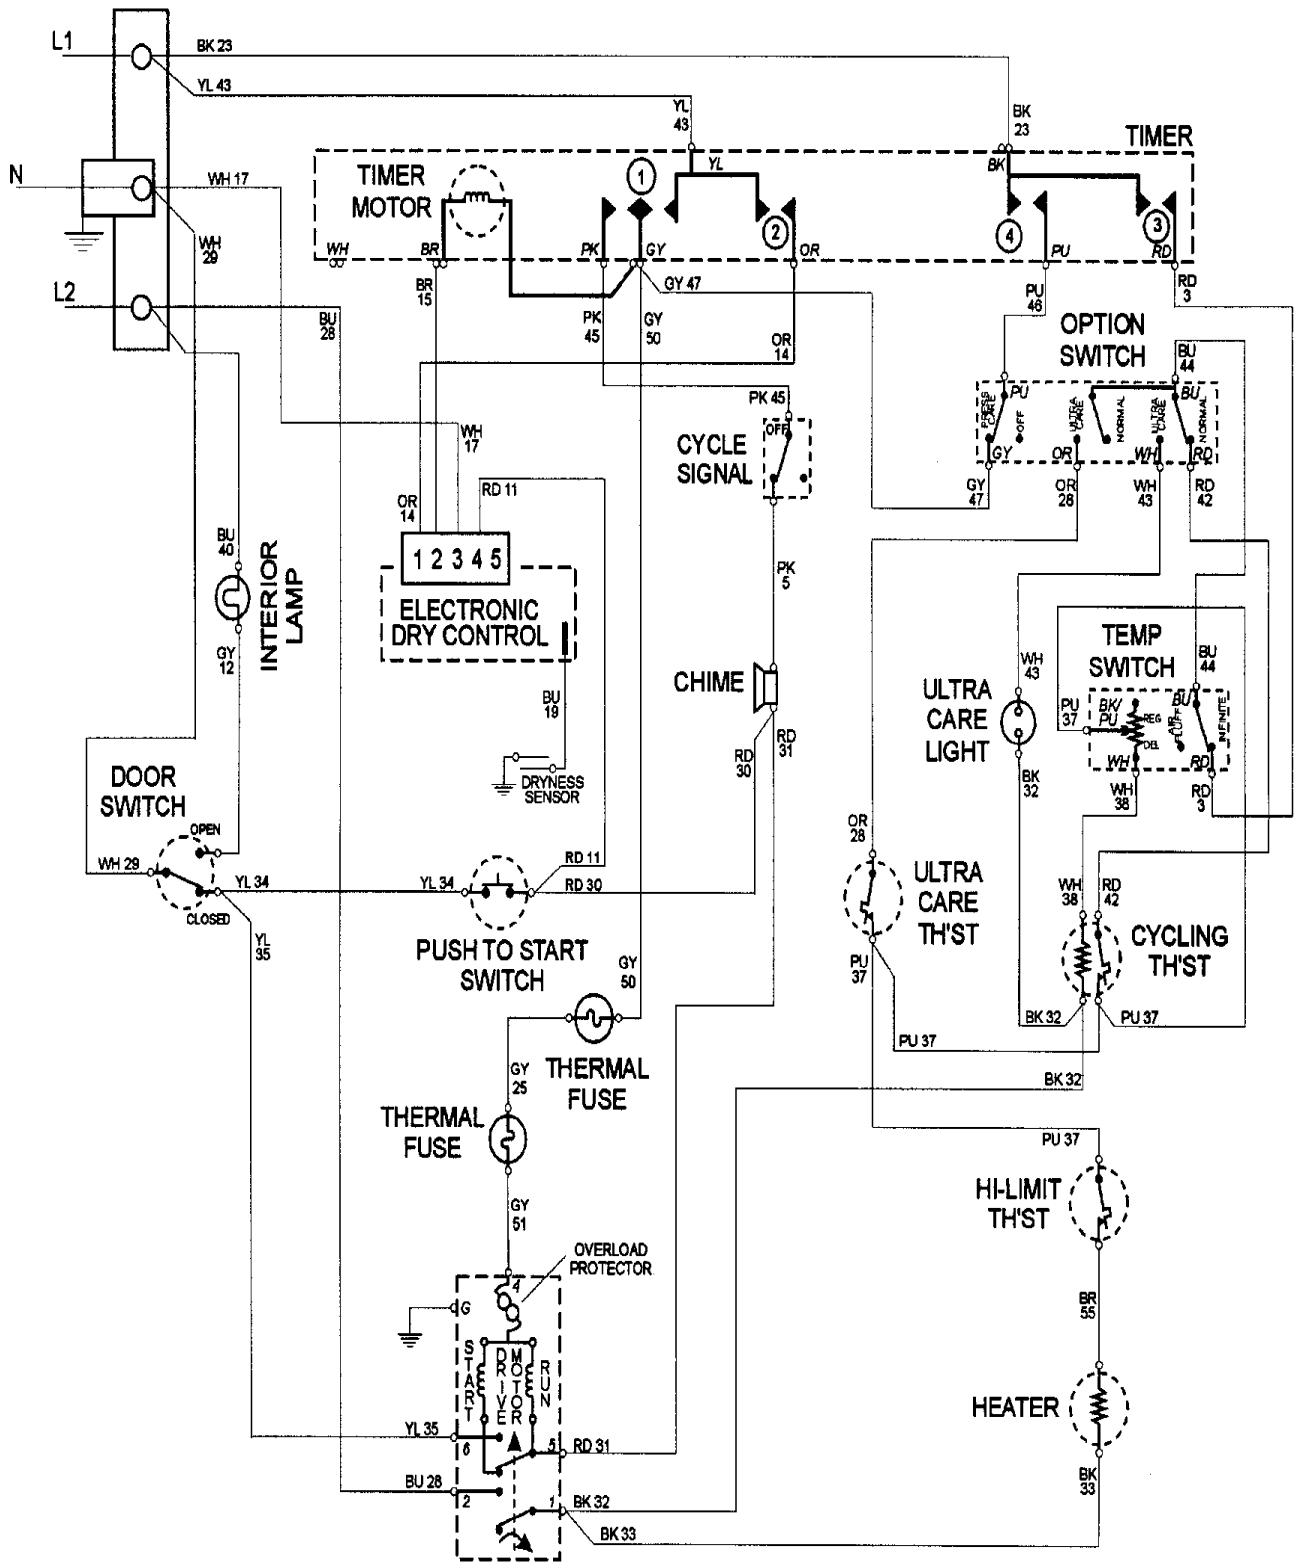 L1
BK 23
YL 43
YL
43
BK
23
TIMER
N
WH 17
TIMER
MOTOR
1
YL
BK
2
4
3
WH
29
WH
BR
PK
GY
OR
PU
RD
L2
BU
28
BR
15
GY 47
PK
45
GY
50
OR
14
PU
46
RD
3
OPTION
SWITCH
BU
44
PK 45
PRESS
CARE
OFF
PU
ULTRA
CARE
NORMAL
ULTRA
CARE
BU
NORMAL
GY
OR
WH
RD
WH
17
CYCLE
SIGNAL
OFF
OR
14
RD 11
GY
47
OR
28
WH
43
RD
42
BU
40
INTERIOR
LAMP
1 2 3 4 5
ELECTRONIC
DRY CONTROL
PK
5
GY
12
TEMP
SWITCH
BU
44
WH
43
CHIME
ULTRA
CARE
LIGHT
PU
37
BK/
PU
REG
DEL
AIR
FLUFF
BU
INFINITE
WH
RD
BU
19
RD
30
RD
31
DRYNESS
SENSOR
BK
32
WH
38
RD
3
DOOR
SWITCH
OPEN
WH 29
CLOSED
YL 34
YL 34
RD 11
RD 30
OR
28
ULTRA
CARE
TH'ST
WH
38
RD
42
CYCLING
TH'ST
YL
35
PUSH TO START
SWITCH
GY
50
PU
37
BK 32
PU 37
PU 37
THERMAL
FUSE
GY
25
BK 32
THERMAL
FUSE
PU 37
HI-LIMIT
TH'ST
GY
51
OVERLOAD
PROTECTOR
4
G
START
DRIVE
MOTOR
RUN
BR
55
HEATER
YL 35
6
5
RD 31
BU 28
2
1
BK 32
BK 33
BK
33